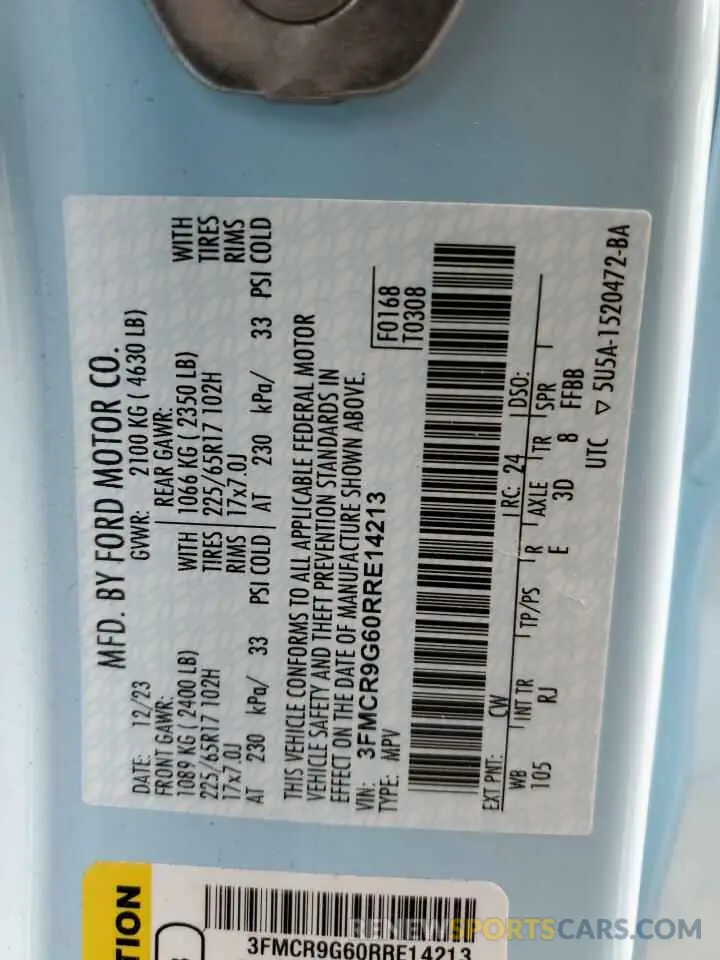 MFD. BY FORD MOTOR CO.
DATE: 12/23 GVWR: 2100 KG ( 4630 LB)
FRONT GAWR: REAR GAWR:
1089 KG ( 2400 LB) WITH 1066 KG ( 2350 LB) WITH
225/65R17 102H TIRES 225/65R17 102H TIRES
17x7.0J RIMS 17x7.0J RIMS
AT 230 kPa/ 33 PSI COLD AT 230 kPa/ 33 PSI COLD
THIS VEHICLE CONFORMS TO ALL APPLICABLE FEDERAL MOTOR
VEHICLE SAFETY AND THEFT PREVENTION STANDARDS IN
EFFECT ON THE DATE OF MANUFACTURE SHOWN ABOVE.
VIN: 3FMCR9G60RRE14213
TYPE: MPV
F0168
T0308
EXT PNT: CW RC: 24 DSO:
WB INT TR TP/PS R AXLE TR SPR
105 RJ E 3D 8 FFBB
UTC ▽ 5U5A-1520472-BA
TION
3FMCR9G60RRE14213
RENEWSPORTSCARS.COM